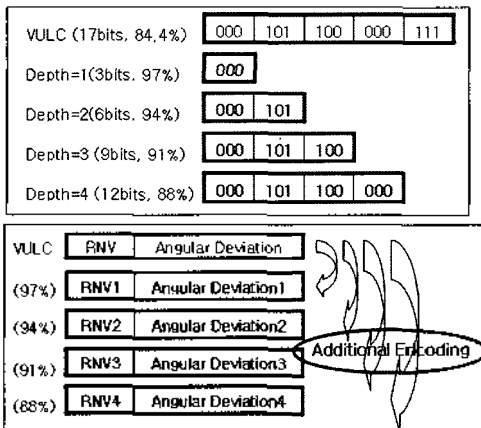 VULC (17bits, 84.4%) 000 101 100 000 111
Depth=1(3bits, 97%) 000
Depth=2(6bits, 94%) 000 101
Depth=3 (9bits, 91%) 000 101 100
Depth=4 (12bits, 88%) 000 101 100 000
VULC RNV Angular Deviation
(97%) RNV1 Angular Deviation1
(94%) RNV2 Angular Deviation2
Additional Encoding
(91%) RNV3 Angular Deviation3
(88%) RNV4 Angular Deviation4